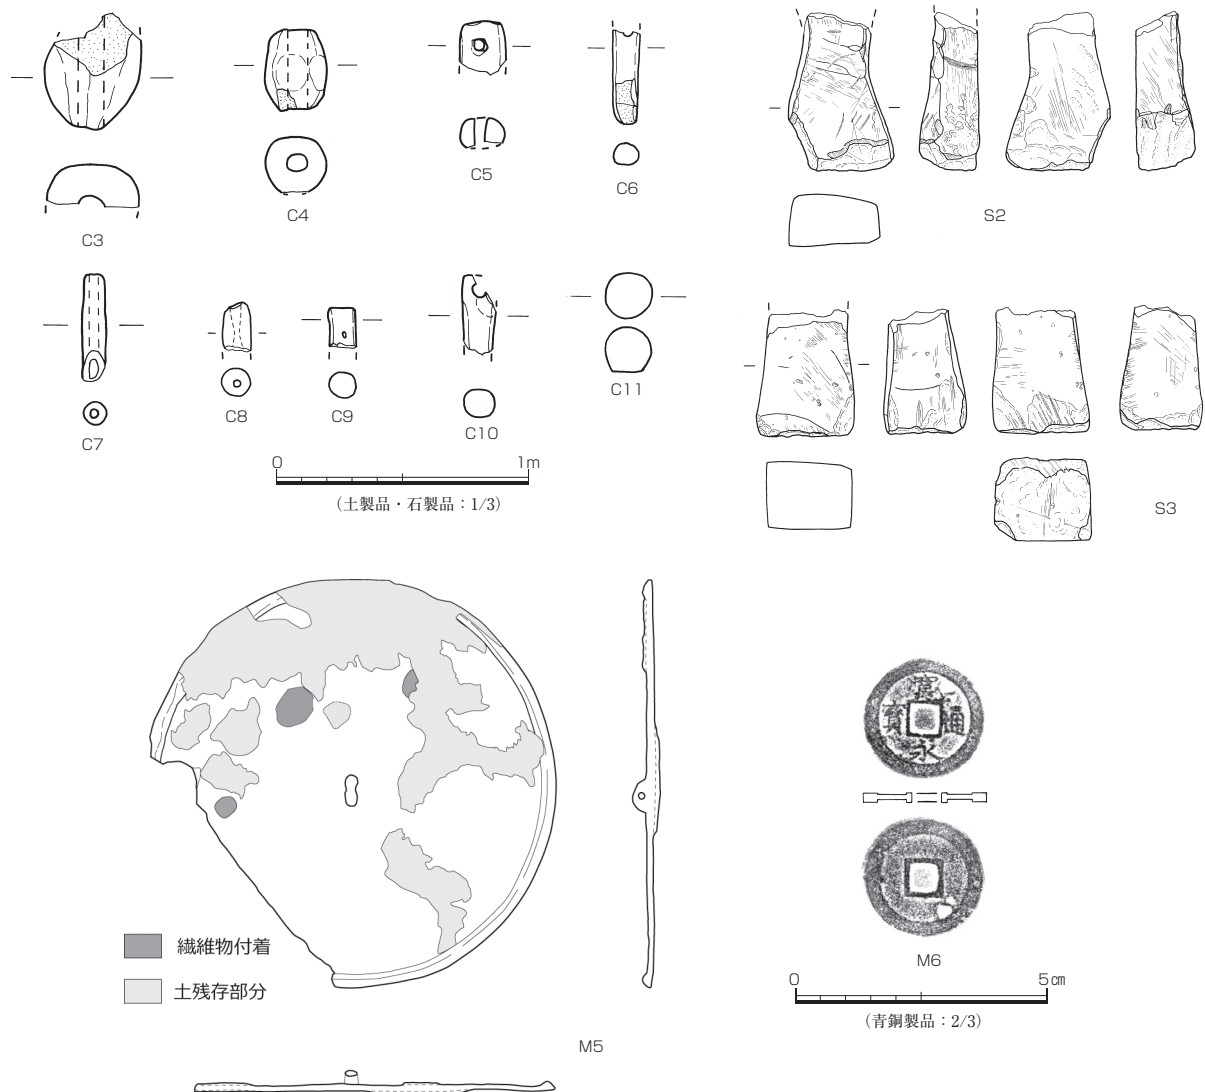 C3
C4
C5
C6
S2
C7
C8
C9
C10
C11
0 1m
(土製品・石製品：1/3)
S3
寛
寳 通
永
M6
0 5㎝
(青銅製品：2/3)
繊維物付着
土残存部分
M5